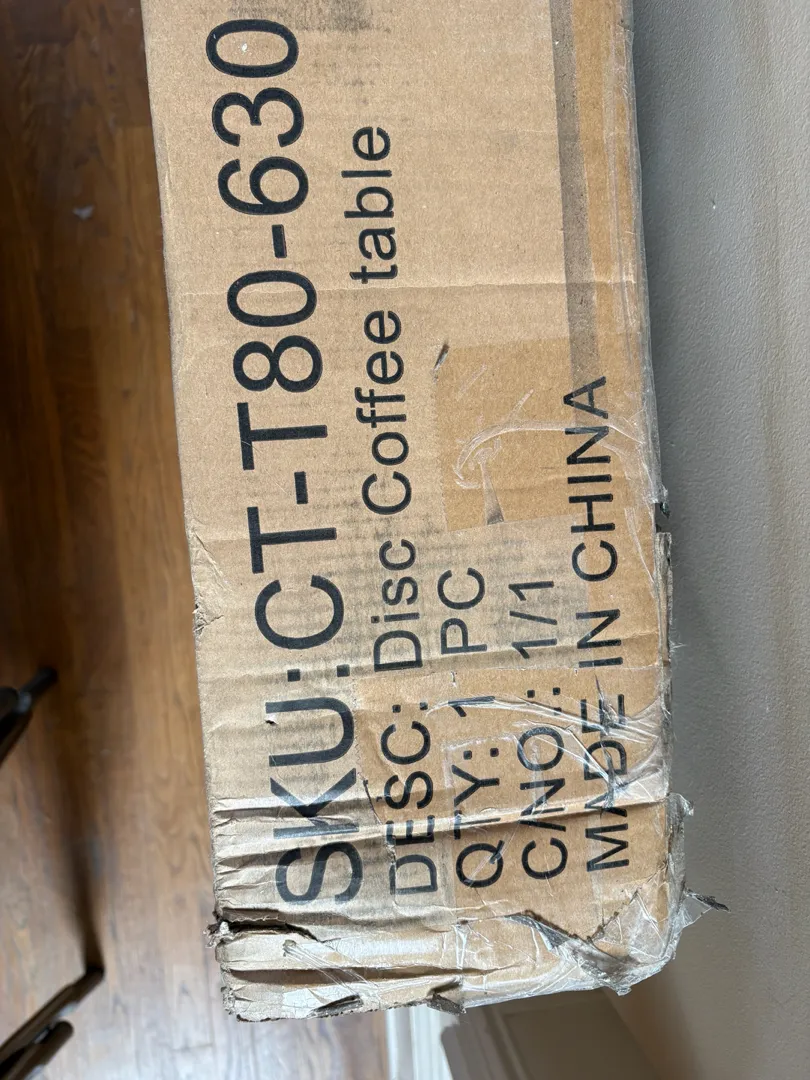 SKU:CT-T80-630
DESC: Disc Coffee table
QTY: 1 PC
C/NO.: 1/1
MADE IN CHINA